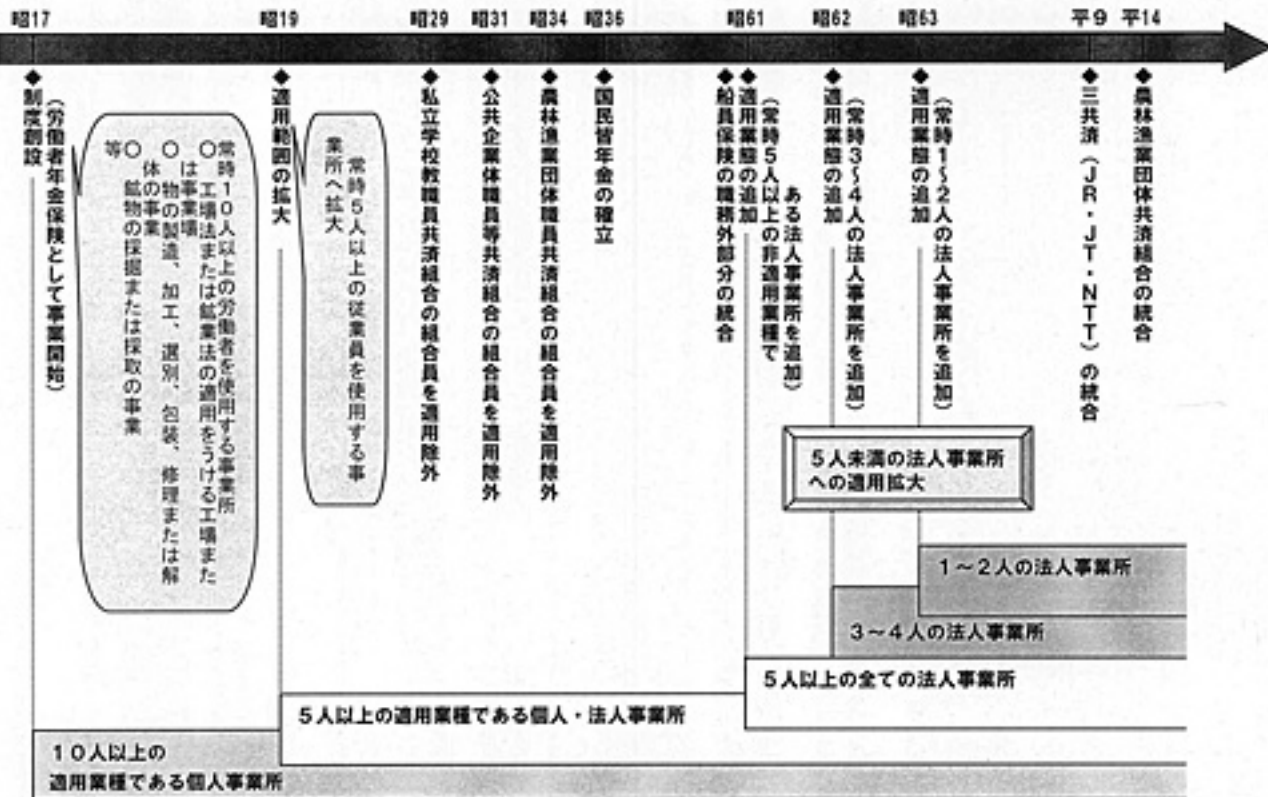 昭17
昭19
昭29
昭31
昭34
昭36
昭61
昭62
昭63
平9
平14
◆制度創設
(労働者年金保険として事業開始)
常時10人以上の労働者を使用する事業所
○工場法または鉱業法の適用をうける工場また
は事業場
○物の製造、加工、選別、包装、修理または解
体の事業
○鉱物の採掘または採取の事業
等
◆適用範囲の拡大
常時5人以上の従業員を使用する事
業所へ拡大
◆私立学校教職員共済組合の組合員を適用除外
◆公共企業体職員等共済組合の組合員を適用除外
◆農林漁業団体職員共済組合の組合員を適用除外
◆国民皆年金の確立
◆船員保険の職務外部分の統合
◆適用業態の追加
(常時5人以上の非適用業種で
ある法人事業所を追加)
◆適用業態の追加
(常時3~4人の法人事業所を追加)
◆適用業態の追加
(常時1~2人の法人事業所を追加)
◆三共済(JR・JT・NTT)の統合
◆農林漁業団体共済組合の統合
5人未満の法人事業所
への適用拡大
1~2人の法人事業所
3~4人の法人事業所
5人以上の全ての法人事業所
5人以上の適用業種である個人・法人事業所
10人以上の
適用業種である個人事業所